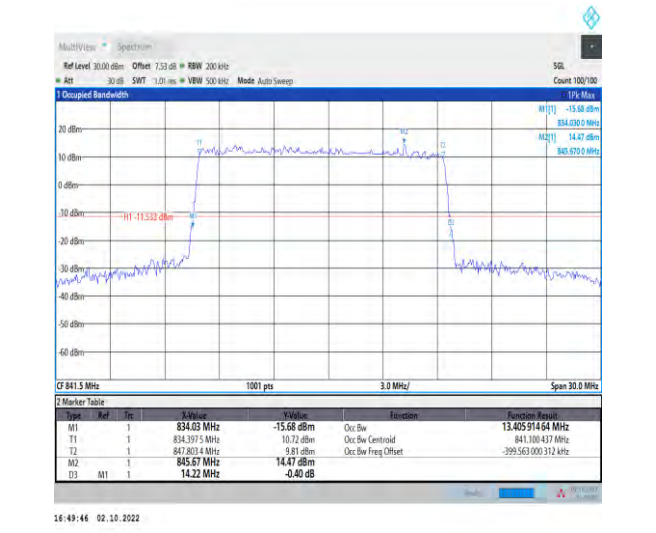 MultiView Spectrum
Ref Level 30.00 dBm Offset 7.53 dB RBW 200 kHz SGL
Att 30 dB SWT 1.01 ms VBW 500 kHz Mode Auto Sweep Count 100/100
1 Occupied Bandwidth 1Pk Max
M1[1] -15.68 dBm
834.030 0 MHz
M2[1] 14.47 dBm
845.670 0 MHz
20 dBm
10 dBm
0 dBm
-10 dBm
-20 dBm
-30 dBm
-40 dBm
-50 dBm
-60 dBm
T1
M2
T2
H1 -11.532 dBm
M1
D3
CF 841.5 MHz 1001 pts 3.0 MHz/ Span 30.0 MHz
2 Marker Table
Type Ref Trc X-Value Y-Value Function Function Result
M1 1 834.03 MHz -15.68 dBm Occ Bw 13.405 914 64 MHz
T1 1 834.397 5 MHz 10.72 dBm Occ Bw Centroid 841.100 437 MHz
T2 1 847.803 4 MHz 9.81 dBm Occ Bw Freq Offset -399.563 000 312 kHz
M2 1 845.67 MHz 14.47 dBm
D3 M1 1 14.22 MHz -0.40 dB
16:49:46 02.10.2022